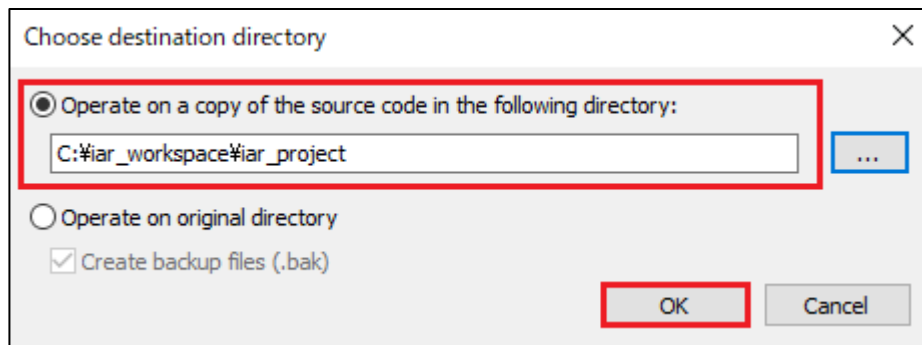 Choose destination directory
Operate on a copy of the source code in the following directory:
C:¥iar_workspace¥iar_project
...
Operate on original directory
Create backup files (.bak)
OK
Cancel